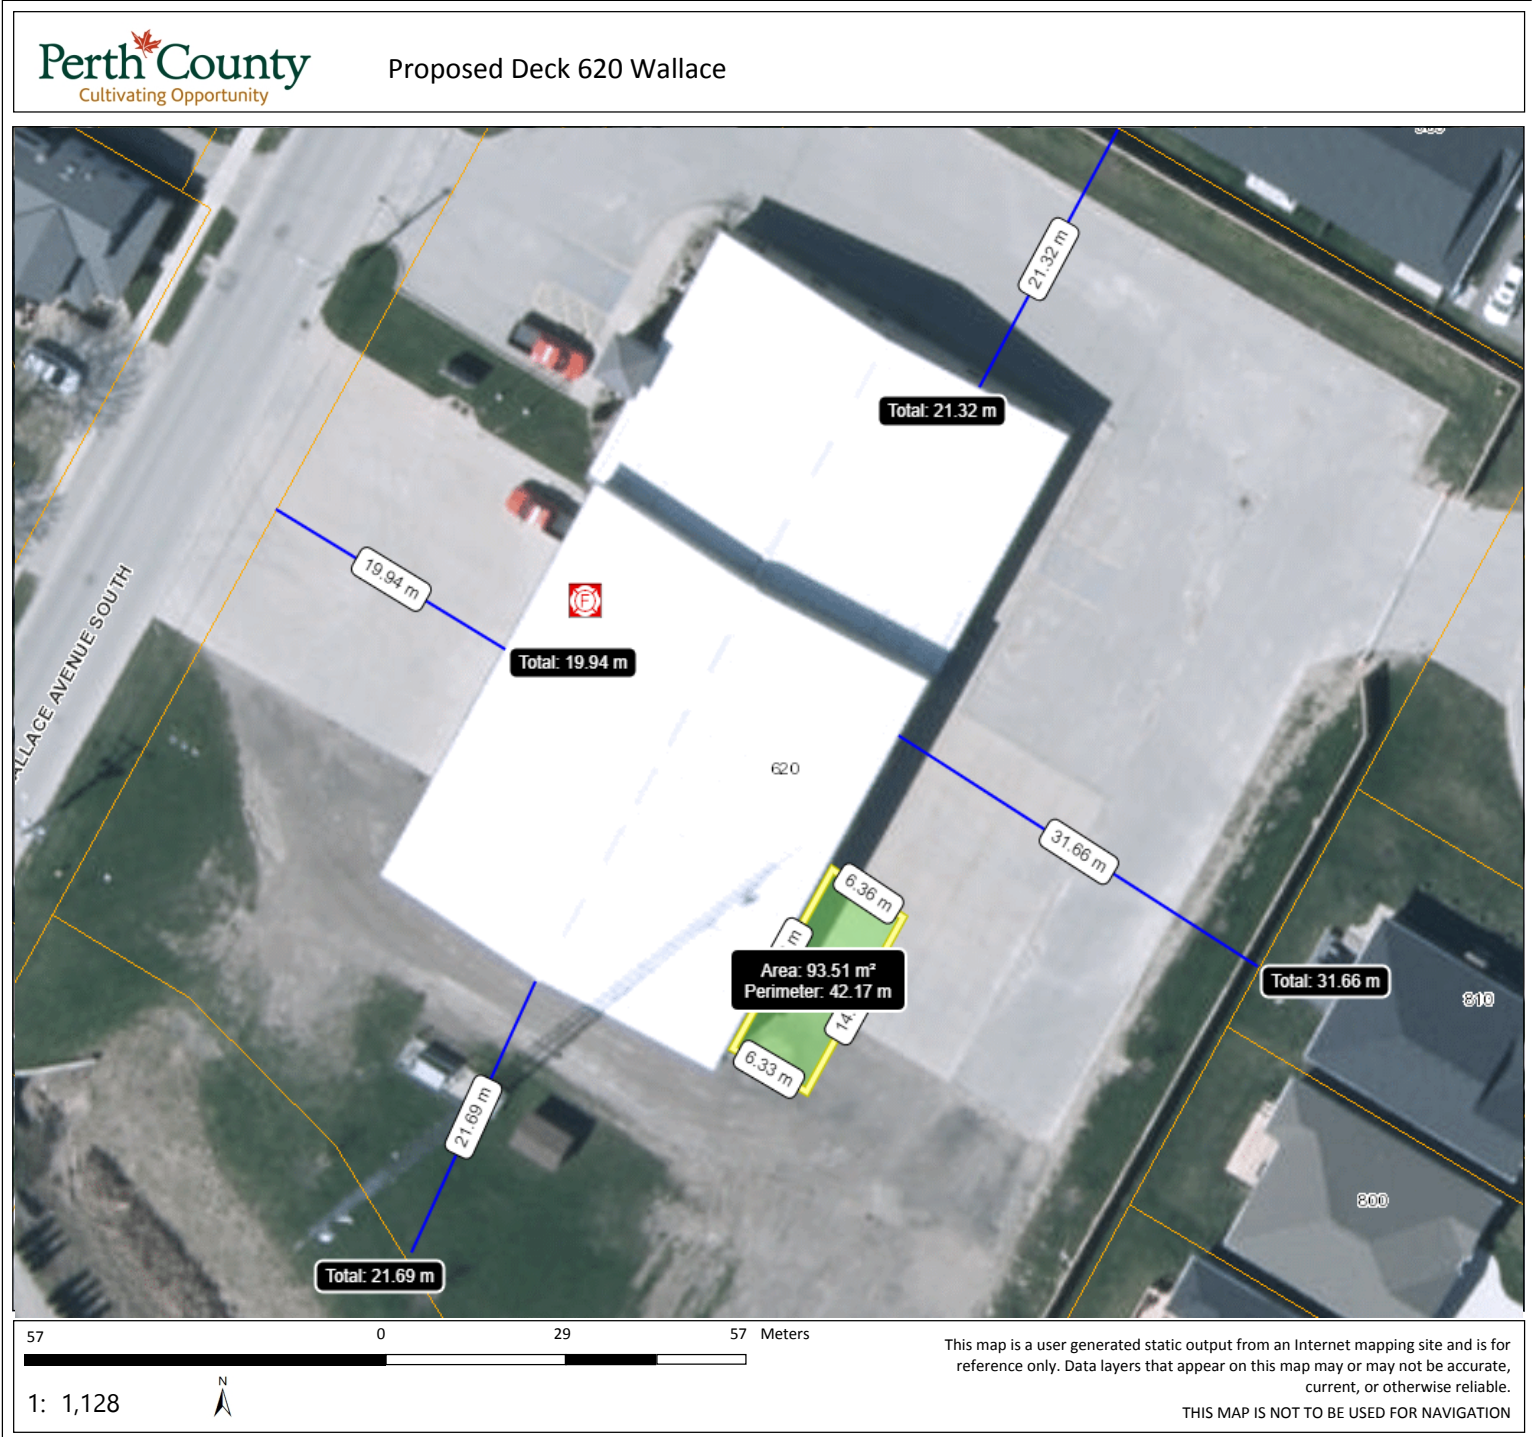 Perth County
Cultivating Opportunity
Proposed Deck 620 Wallace
21.32 m
Total: 21.32 m
19.94 m
F
Total: 19.94 m
AVENUE SOUTH
620
31.66 m
6.36 m
m
Area: 93.51 m²
Perimeter: 42.17 m
Total: 31.66 m
810
14.
6.33 m
21.69 m
800
Total: 21.69 m
57 0 29 57 Meters
1: 1,128
N
This map is a user generated static output from an Internet mapping site and is for
reference only. Data layers that appear on this map may or may not be accurate,
current, or otherwise reliable.
THIS MAP IS NOT TO BE USED FOR NAVIGATION